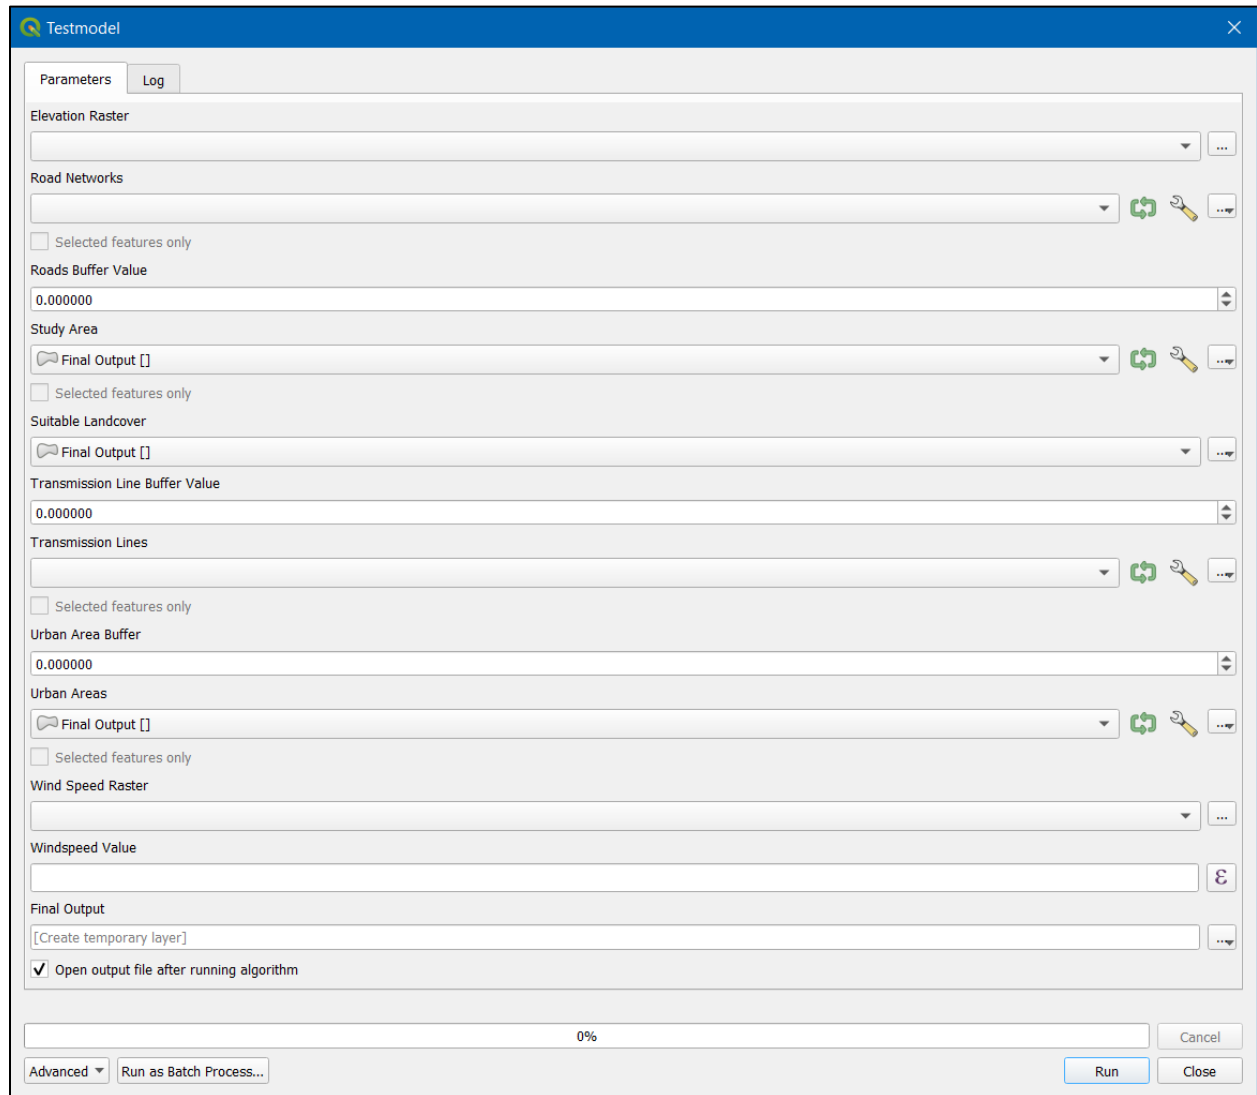 Testmodel
Parameters Log
Elevation Raster
...
Road Networks
...
Selected features only
Roads Buffer Value
0.000000
Study Area
Final Output []
...
Selected features only
Suitable Landcover
Final Output []
...
Transmission Line Buffer Value
0.000000
Transmission Lines
...
Selected features only
Urban Area Buffer
0.000000
Urban Areas
Final Output []
...
Selected features only
Wind Speed Raster
...
Windspeed Value
ε
Final Output
[Create temporary layer]
...
Open output file after running algorithm
0%
Cancel
Advanced Run as Batch Process... Run Close